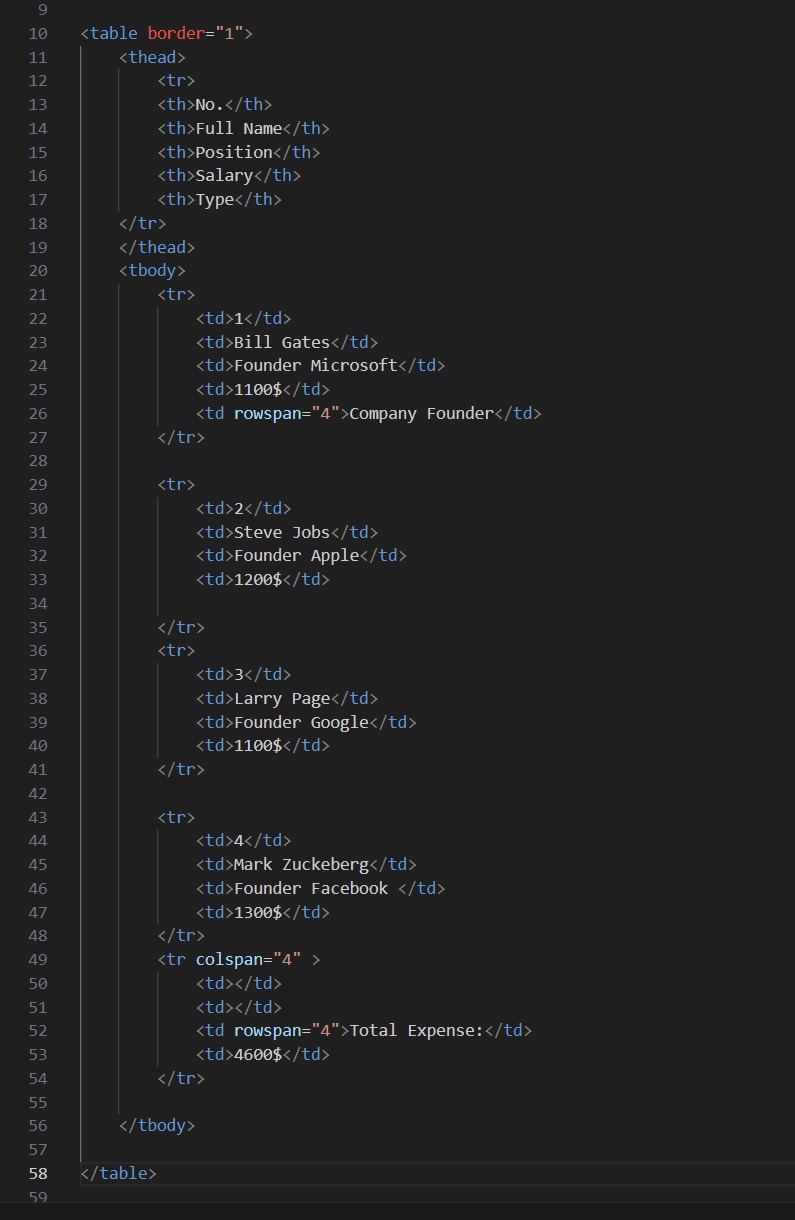 9
10 <table border="1">
11 <thead>
12 <tr>
13 <th>No.</th>
14 <th>Full Name</th>
15 <th>Position</th>
16 <th>Salary</th>
17 <th>Type</th>
18 </tr>
19 </thead>
20 <tbody>
21 <tr>
22 <td>1</td>
23 <td>Bill Gates</td>
24 <td>Founder Microsoft</td>
25 <td>1100$</td>
26 <td rowspan="4">Company Founder</td>
27 </tr>
28
29 <tr>
30 <td>2</td>
31 <td>Steve Jobs</td>
32 <td>Founder Apple</td>
33 <td>1200$</td>
34
35 </tr>
36 <tr>
37 <td>3</td>
38 <td>Larry Page</td>
39 <td>Founder Google</td>
40 <td>1100$</td>
41 </tr>
42
43 <tr>
44 <td>4</td>
45 <td>Mark Zuckeberg</td>
46 <td>Founder Facebook </td>
47 <td>1300$</td>
48 </tr>
49 <tr colspan="4" >
50 <td></td>
51 <td></td>
52 <td rowspan="4">Total Expense:</td>
53 <td>4600$</td>
54 </tr>
55
56 </tbody>
57
58 </table>
59